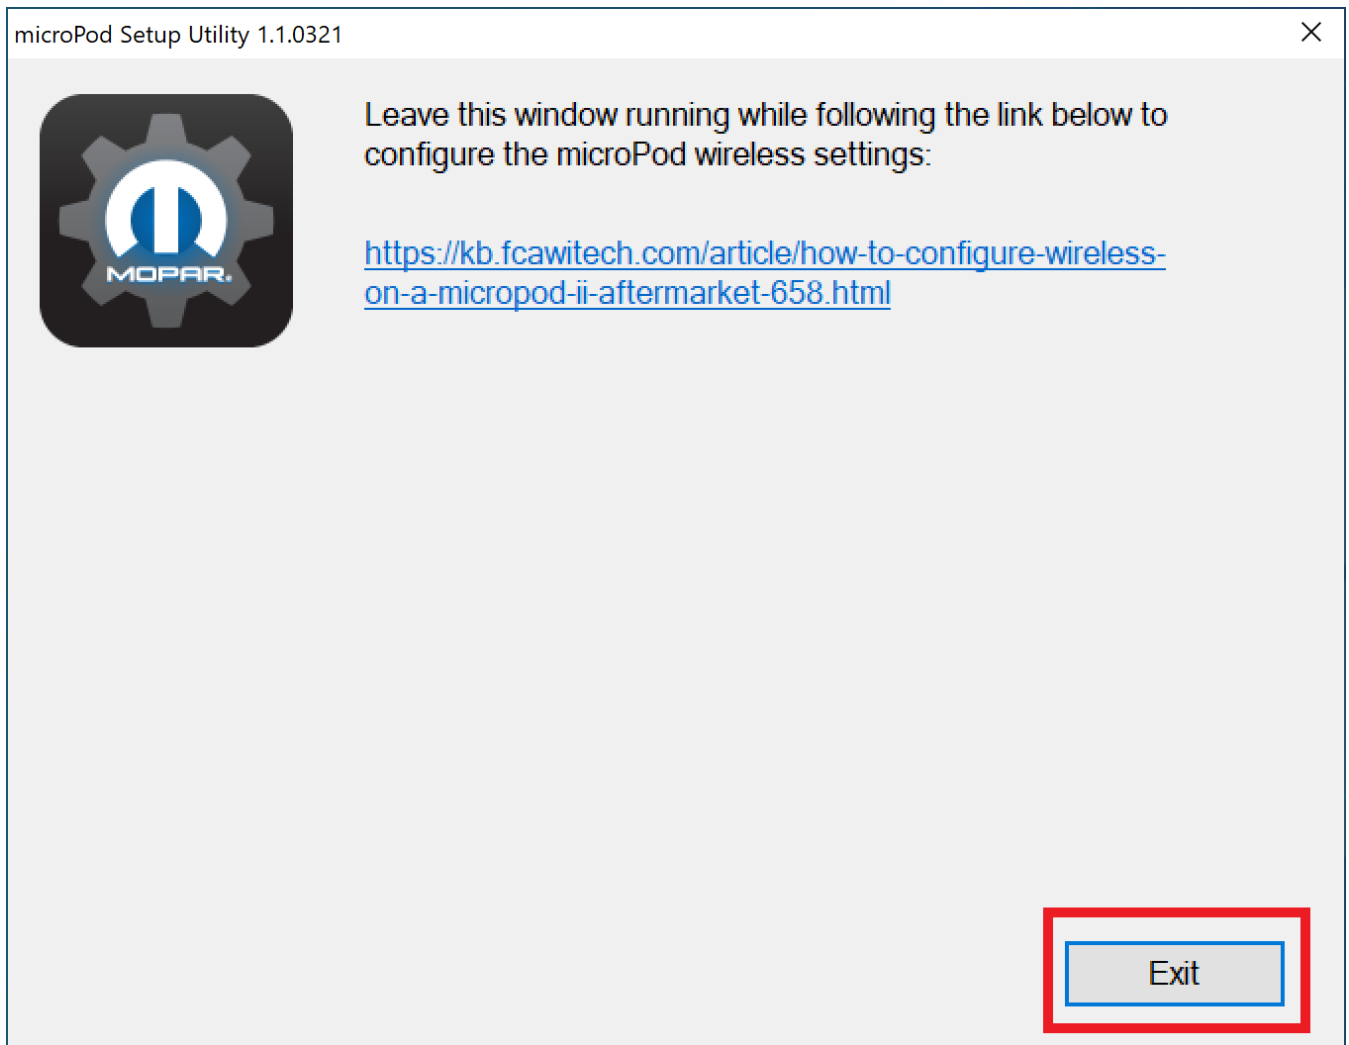 microPod Setup Utility 1.1.0321
MOPAR.
Leave this window running while following the link below to
configure the microPod wireless settings:
https://kb.fcawitech.com/article/how-to-configure-wireless-
on-a-micropod-ii-aftermarket-658.html
Exit